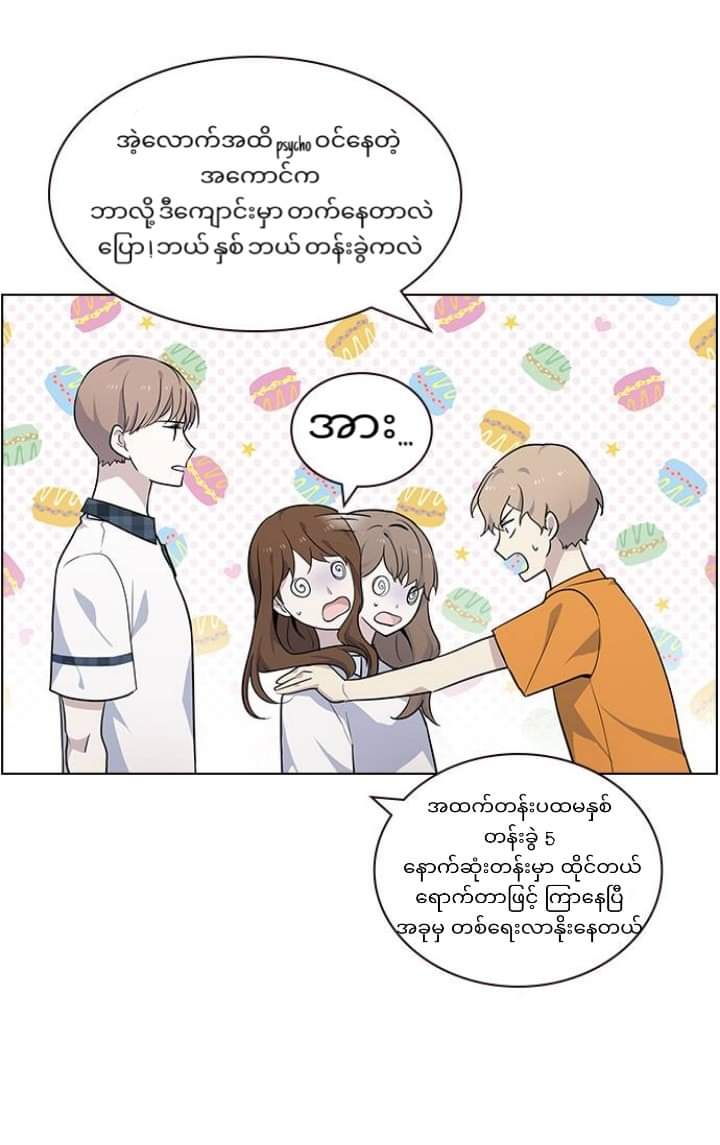 အဲ့လောက်အထိ psycho ဝင်နေတဲ့
အကောင်က
ဘာလို့ ဒီကျောင်းမှာ တက်နေတာလဲ
ပြော ! ဘယ် နှစ် ဘယ် တန်းခွဲကလဲ
အား...
အထက်တန်းပထမနှစ်
တန်းခွဲ 5
နောက်ဆုံးတန်းမှာ ထိုင်တယ်
ရောက်တာဖြင့် ကြာနေပြီ
အခုမှ တစ်ရေးလာနိုးနေတယ်